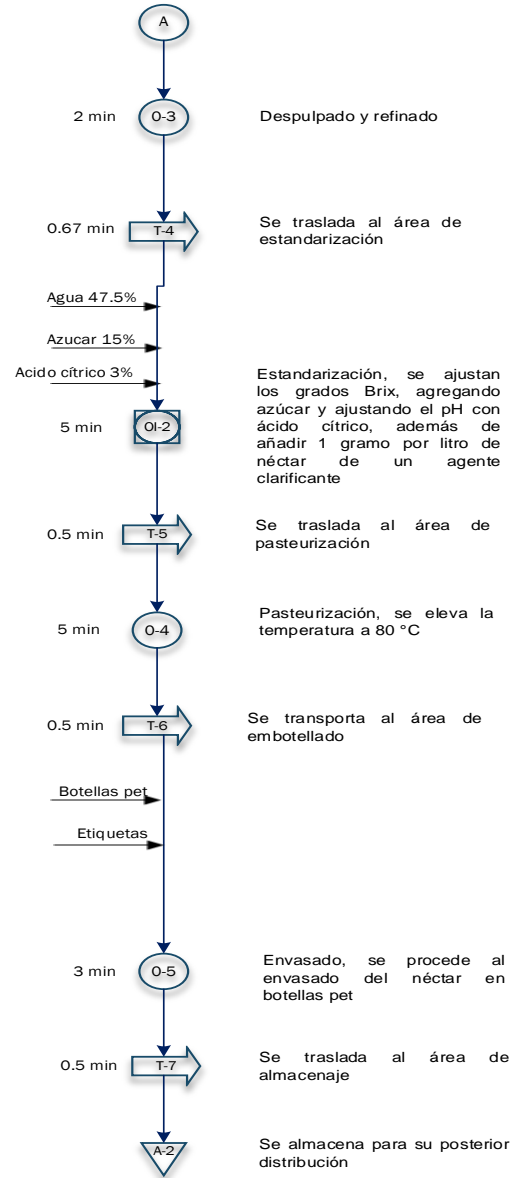 A
2 min
O-3
Despulpado y refinado
0.67 min
T-4
Se traslada al área de
estandarización
Agua 47.5%
Azucar 15%
Acido cítrico 3%
5 min
OI-2
Estandarización, se ajustan
los grados Brix, agregando
azúcar y ajustando el pH con
ácido cítrico, además de
añadir 1 gramo por litro de
néctar de un agente
clarificante
0.5 min
T-5
Se traslada al área de
pasteurización
5 min
O-4
Pasteurización, se eleva la
temperatura a 80 °C
0.5 min
T-6
Se transporta al área de
embotellado
Botellas pet
Etiquetas
3 min
O-5
Envasado, se procede al
envasado del néctar en
botellas pet
0.5 min
T-7
Se traslada al área de
almacenaje
A-2
Se almacena para su posterior
distribución